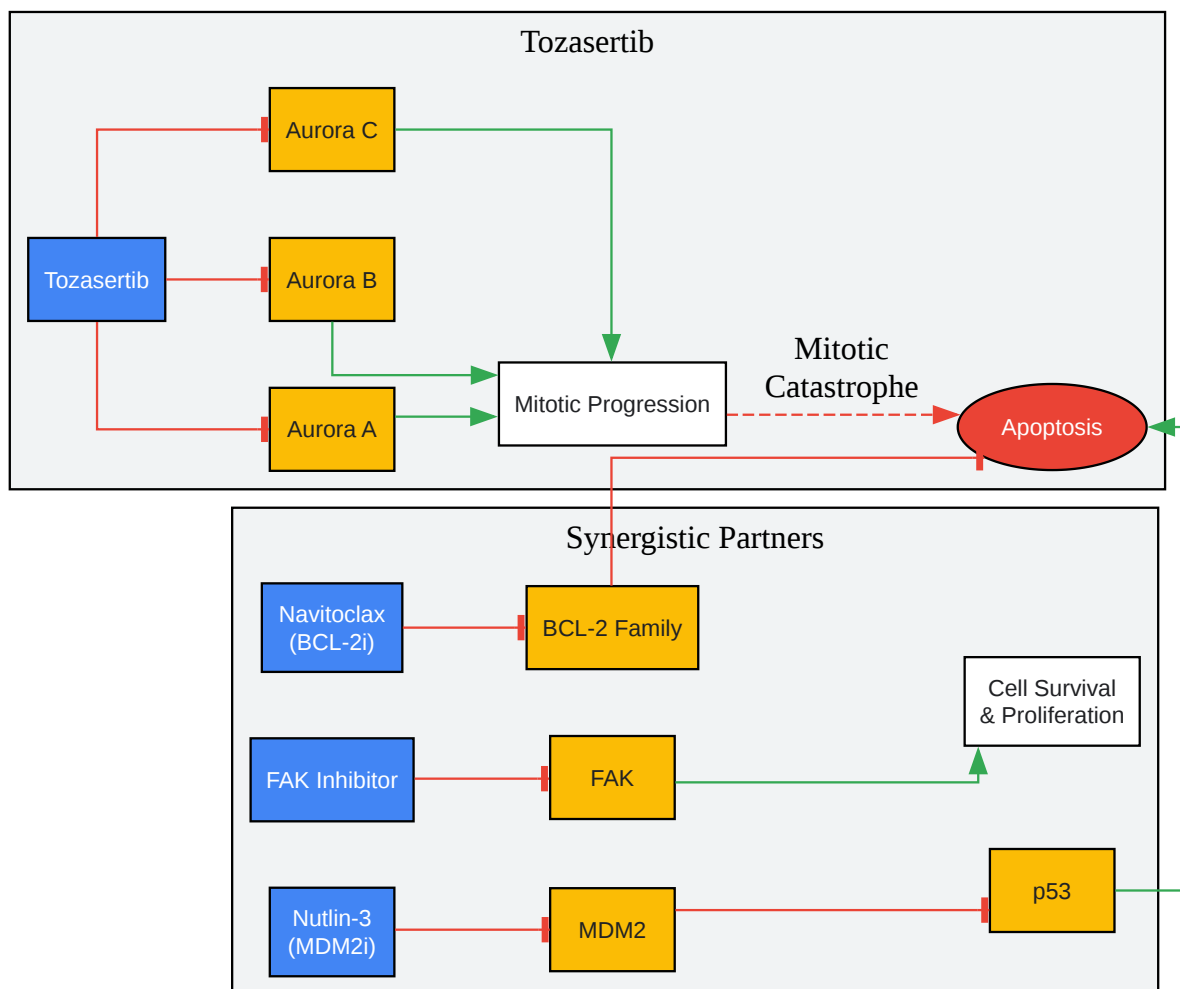 Tozasertib
Aurora C
Tozasertib
Aurora B
Mitotic
Catastrophe
Mitotic Progression
Aurora A
Apoptosis
Synergistic Partners
Navitoclax
(BCL-2i)
BCL-2 Family
Cell Survival
& Proliferation
FAK Inhibitor
FAK
p53
Nutlin-3
(MDM2i)
MDM2